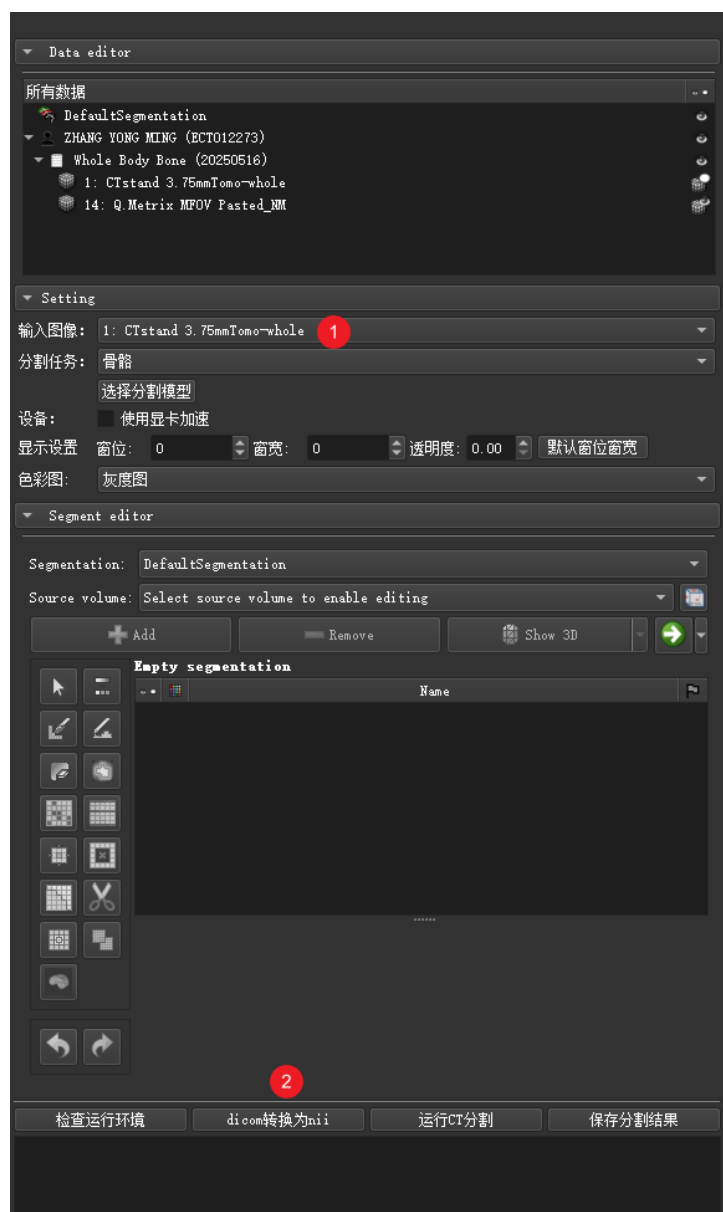 Data editor
所有数据
DefaultSegmentation
ZHANG YONG MING (ECT012273)
Whole Body Bone (20250516)
1: CTstand 3.75mmTomo-whole
14: Q.Metrix MFOV Pasted_NM
Setting
输入图像: 1: CTstand 3.75mmTomo-whole 1
分割任务: 骨骼
选择分割模型
设备: 使用显卡加速
显示设置 窗位: 0 窗宽: 0 透明度: 0.00 默认窗位窗宽
色彩图: 灰度图
Segment editor
Segmentation: DefaultSegmentation
Source volume: Select source volume to enable editing
Add Remove Show 3D
Empty segmentation
Name
2
检查运行环境 dicom转换为nii 运行CT分割 保存分割结果